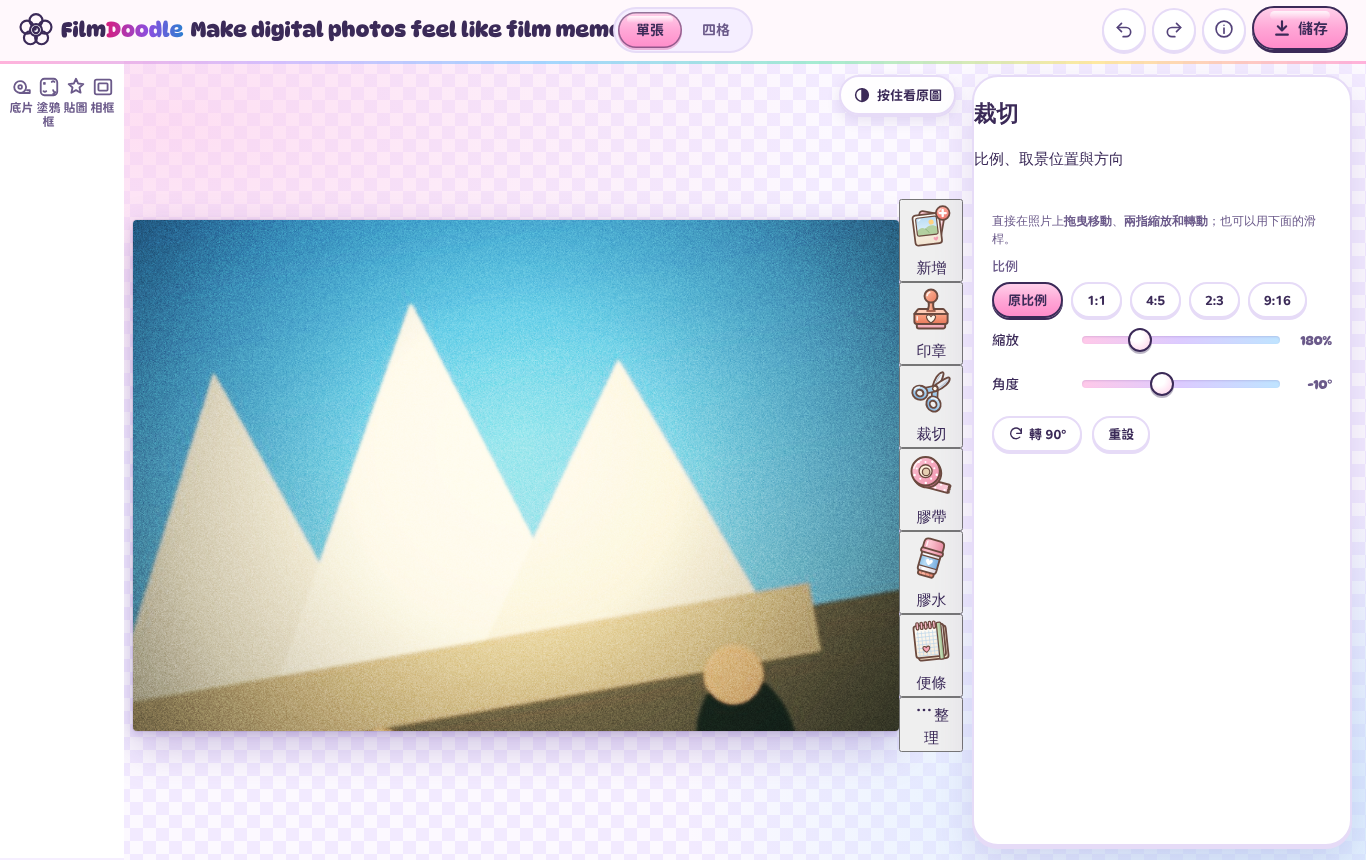 FilmDoodle Make digital photos feel like film mem
單張
四格
儲存
底片
塗鴉框
貼圖
相框
按住看原圖
新增
印章
裁切
膠帶
膠水
便條
⋯整
理
裁切
比例、取景位置與方向
直接在照片上拖曳移動、兩指縮放和轉動；也可以用下面的滑
桿。
比例
原比例
1:1
4:5
2:3
9:16
縮放
180%
角度
-10°
轉 90°
重設